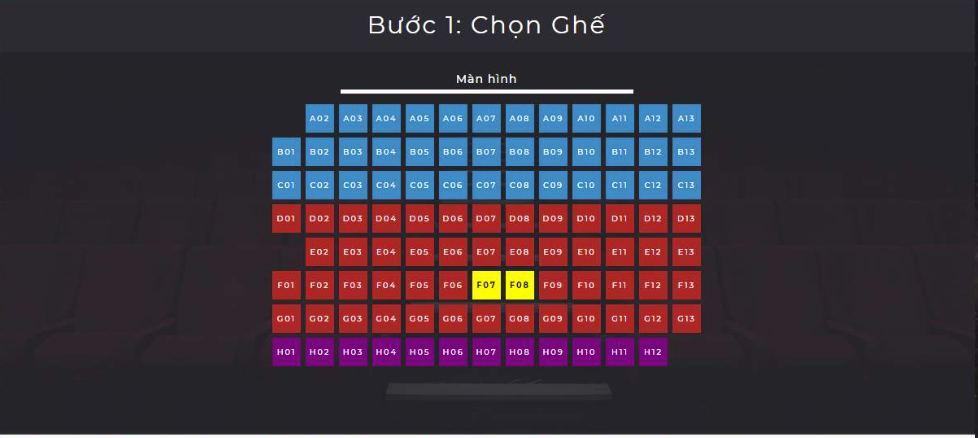 Bước 1: Chọn Ghế
Màn hình
A02 A03 A04 A05 A06 A07 A08 A09 A10 A11 A12 A13
B01 B02 B03 B04 B05 B06 B07 B08 B09 B10 B11 B12 B13
C01 C02 C03 C04 C05 C06 C07 C08 C09 C10 C11 C12 C13
D01 D02 D03 D04 D05 D06 D07 D08 D09 D10 D11 D12 D13
E02 E03 E04 E05 E06 E07 E08 E09 E10 E11 E12 E13
F01 F02 F03 F04 F05 F06 F07 F08 F09 F10 F11 F12 F13
G01 G02 G03 G04 G05 G06 G07 G08 G09 G10 G11 G12 G13
H01 H02 H03 H04 H05 H06 H07 H08 H09 H10 H11 H12